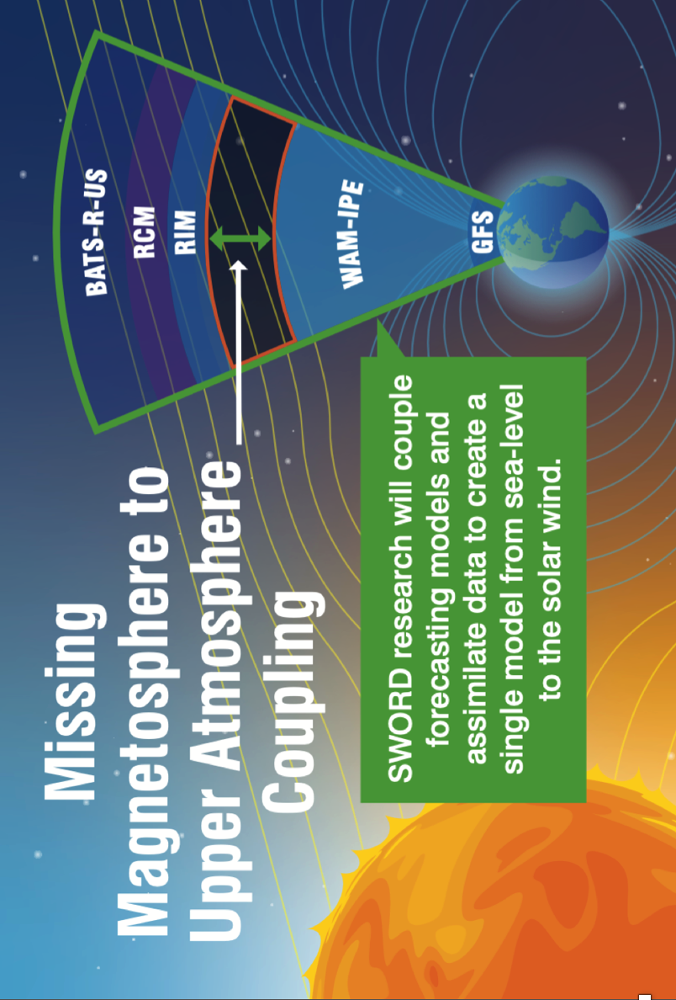 Missing
Magnetosphere to
Upper Atmosphere
Coupling
BATS-R-US
RCM
RIM
WAM-IPE
GFS
SWORD research will couple
forecasting models and
assimilate data to create a
single model from sea-level
to the solar wind.